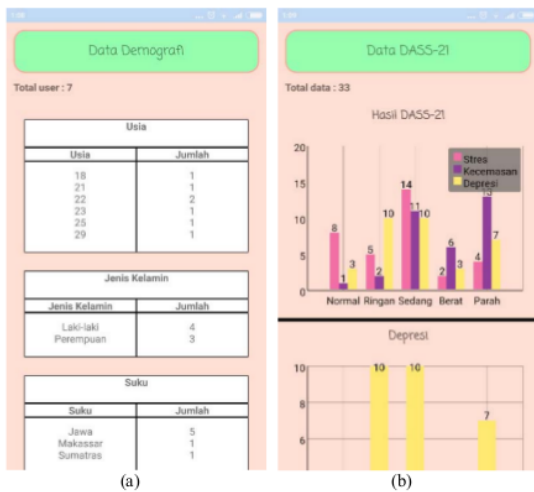 Data Demografi
Total user : 7
Usia
Usia Jumlah
18 1
21 1
22 2
23 1
25 1
29 1
Jenis Kelamin
Jenis Kelamin Jumlah
Laki-laki 4
Perempuan 3
Suku
Suku Jumlah
Jawa 5
Makassar 1
Sumatras 1
(a)
Data DASS-21
Total data : 33
Hasil DASS-21
Stres
Kecemasan
Depresi
20
15
10
5
0
8 1 3
5 2 10
14 11 10
2 6 3
4 13 7
Normal Ringan Sedang Berat Parah
Depresi
10
8
6
10 10 7
(b)